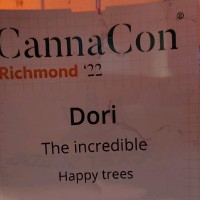 CannaCon®
Richmond '22
Dori
The incredible
Happy trees